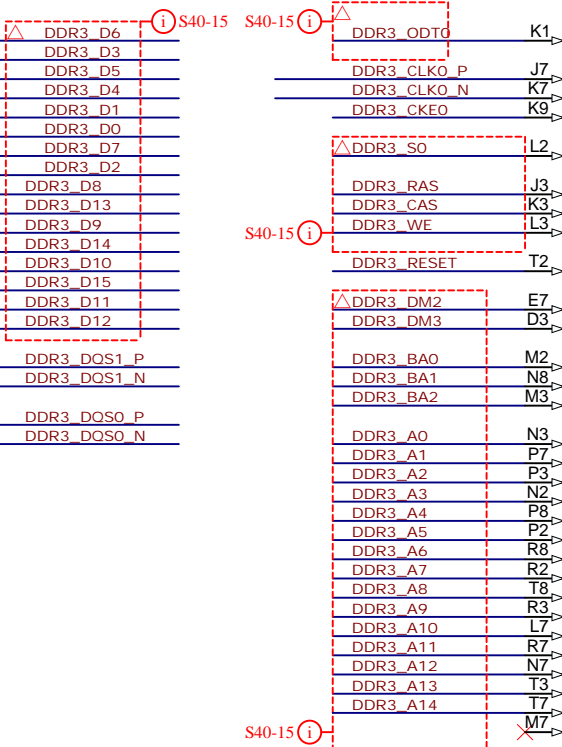 i S40-15
DDR3_D6
DDR3_D3
DDR3_D5
DDR3_D4
DDR3_D1
DDR3_D0
DDR3_D7
DDR3_D2
DDR3_D8
DDR3_D13
DDR3_D9
DDR3_D14
DDR3_D10
DDR3_D15
DDR3_D11
DDR3_D12
DDR3_DQS1_P
DDR3_DQS1_N
DDR3_DQS0_P
DDR3_DQS0_N
S40-15 i
DDR3_ODT0 K1
DDR3_CLK0_P J7
DDR3_CLK0_N K7
DDR3_CKE0 K9
DDR3_S0 L2
DDR3_RAS J3
DDR3_CAS K3
DDR3_WE L3
S40-15 i
DDR3_RESET T2
DDR3_DM2 E7
DDR3_DM3 D3
DDR3_BA0 M2
DDR3_BA1 N8
DDR3_BA2 M3
DDR3_A0 N3
DDR3_A1 P7
DDR3_A2 P3
DDR3_A3 N2
DDR3_A4 P8
DDR3_A5 P2
DDR3_A6 R8
DDR3_A7 R2
DDR3_A8 T8
DDR3_A9 R3
DDR3_A10 L7
DDR3_A11 R7
DDR3_A12 N7
DDR3_A13 T3
DDR3_A14 T7
M7
S40-15 i